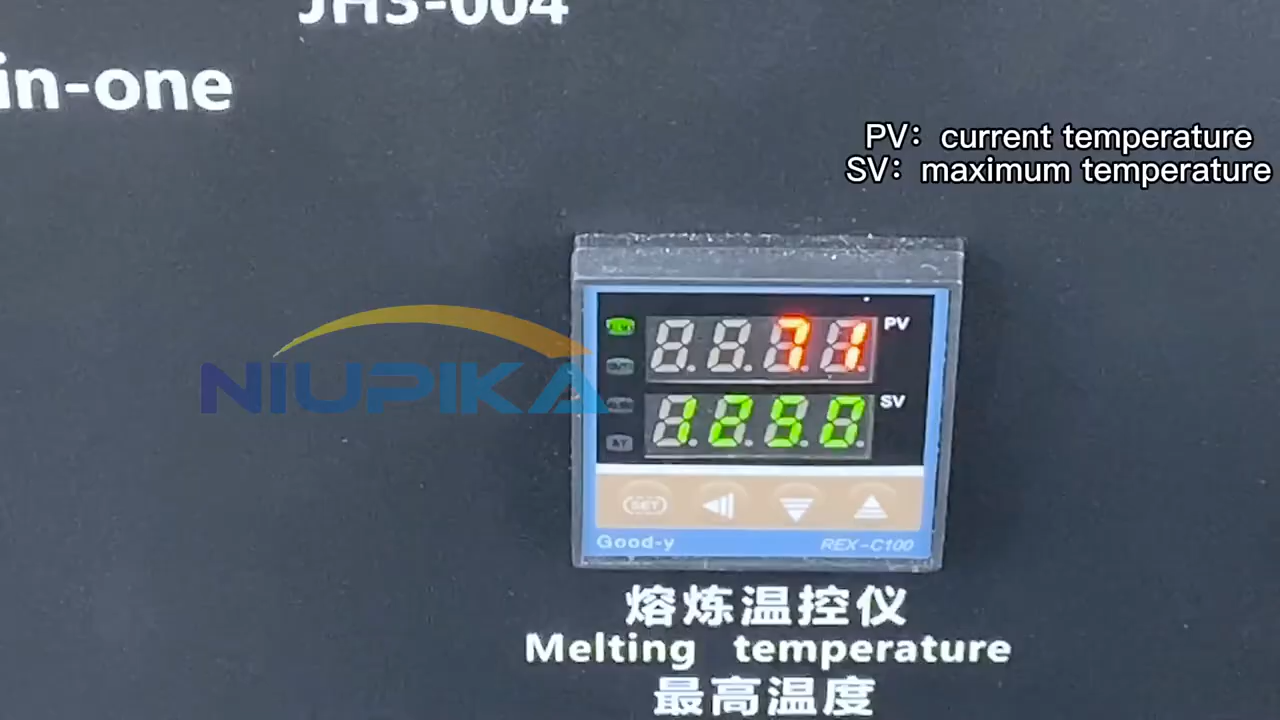 JHS-004
in-one
PV：current temperature
SV：maximum temperature
NIUPIKA
71 PV
1250 SV
SET
Good-y REX-C100
熔炼温控仪
Melting temperature
最高温度